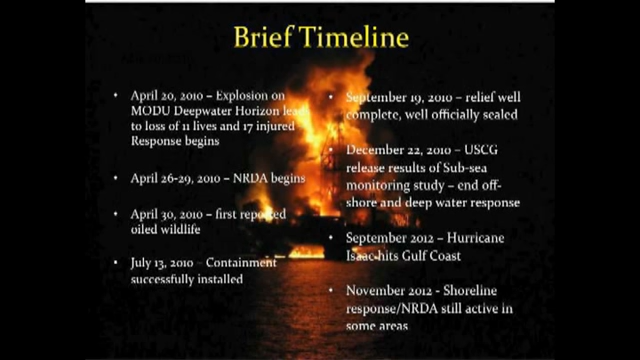 Brief Timeline
• April 20, 2010 – Explosion on
MODU Deepwater Horizon lead
to loss of 11 lives and 17 injured
Response begins
• April 26-29, 2010 – NRDA begins
• April 30, 2010 – first reported
oiled wildlife
• July 13, 2010 – Containment
successfully installed
• September 19, 2010 – relief well
complete, well officially sealed
• December 22, 2010 – USCG
release results of Sub-sea
monitoring study – end off-
shore and deep water response
• September 2012 – Hurricane
Isaac hits Gulf Coast
• November 2012 - Shoreline
response/NRDA still active in
some areas